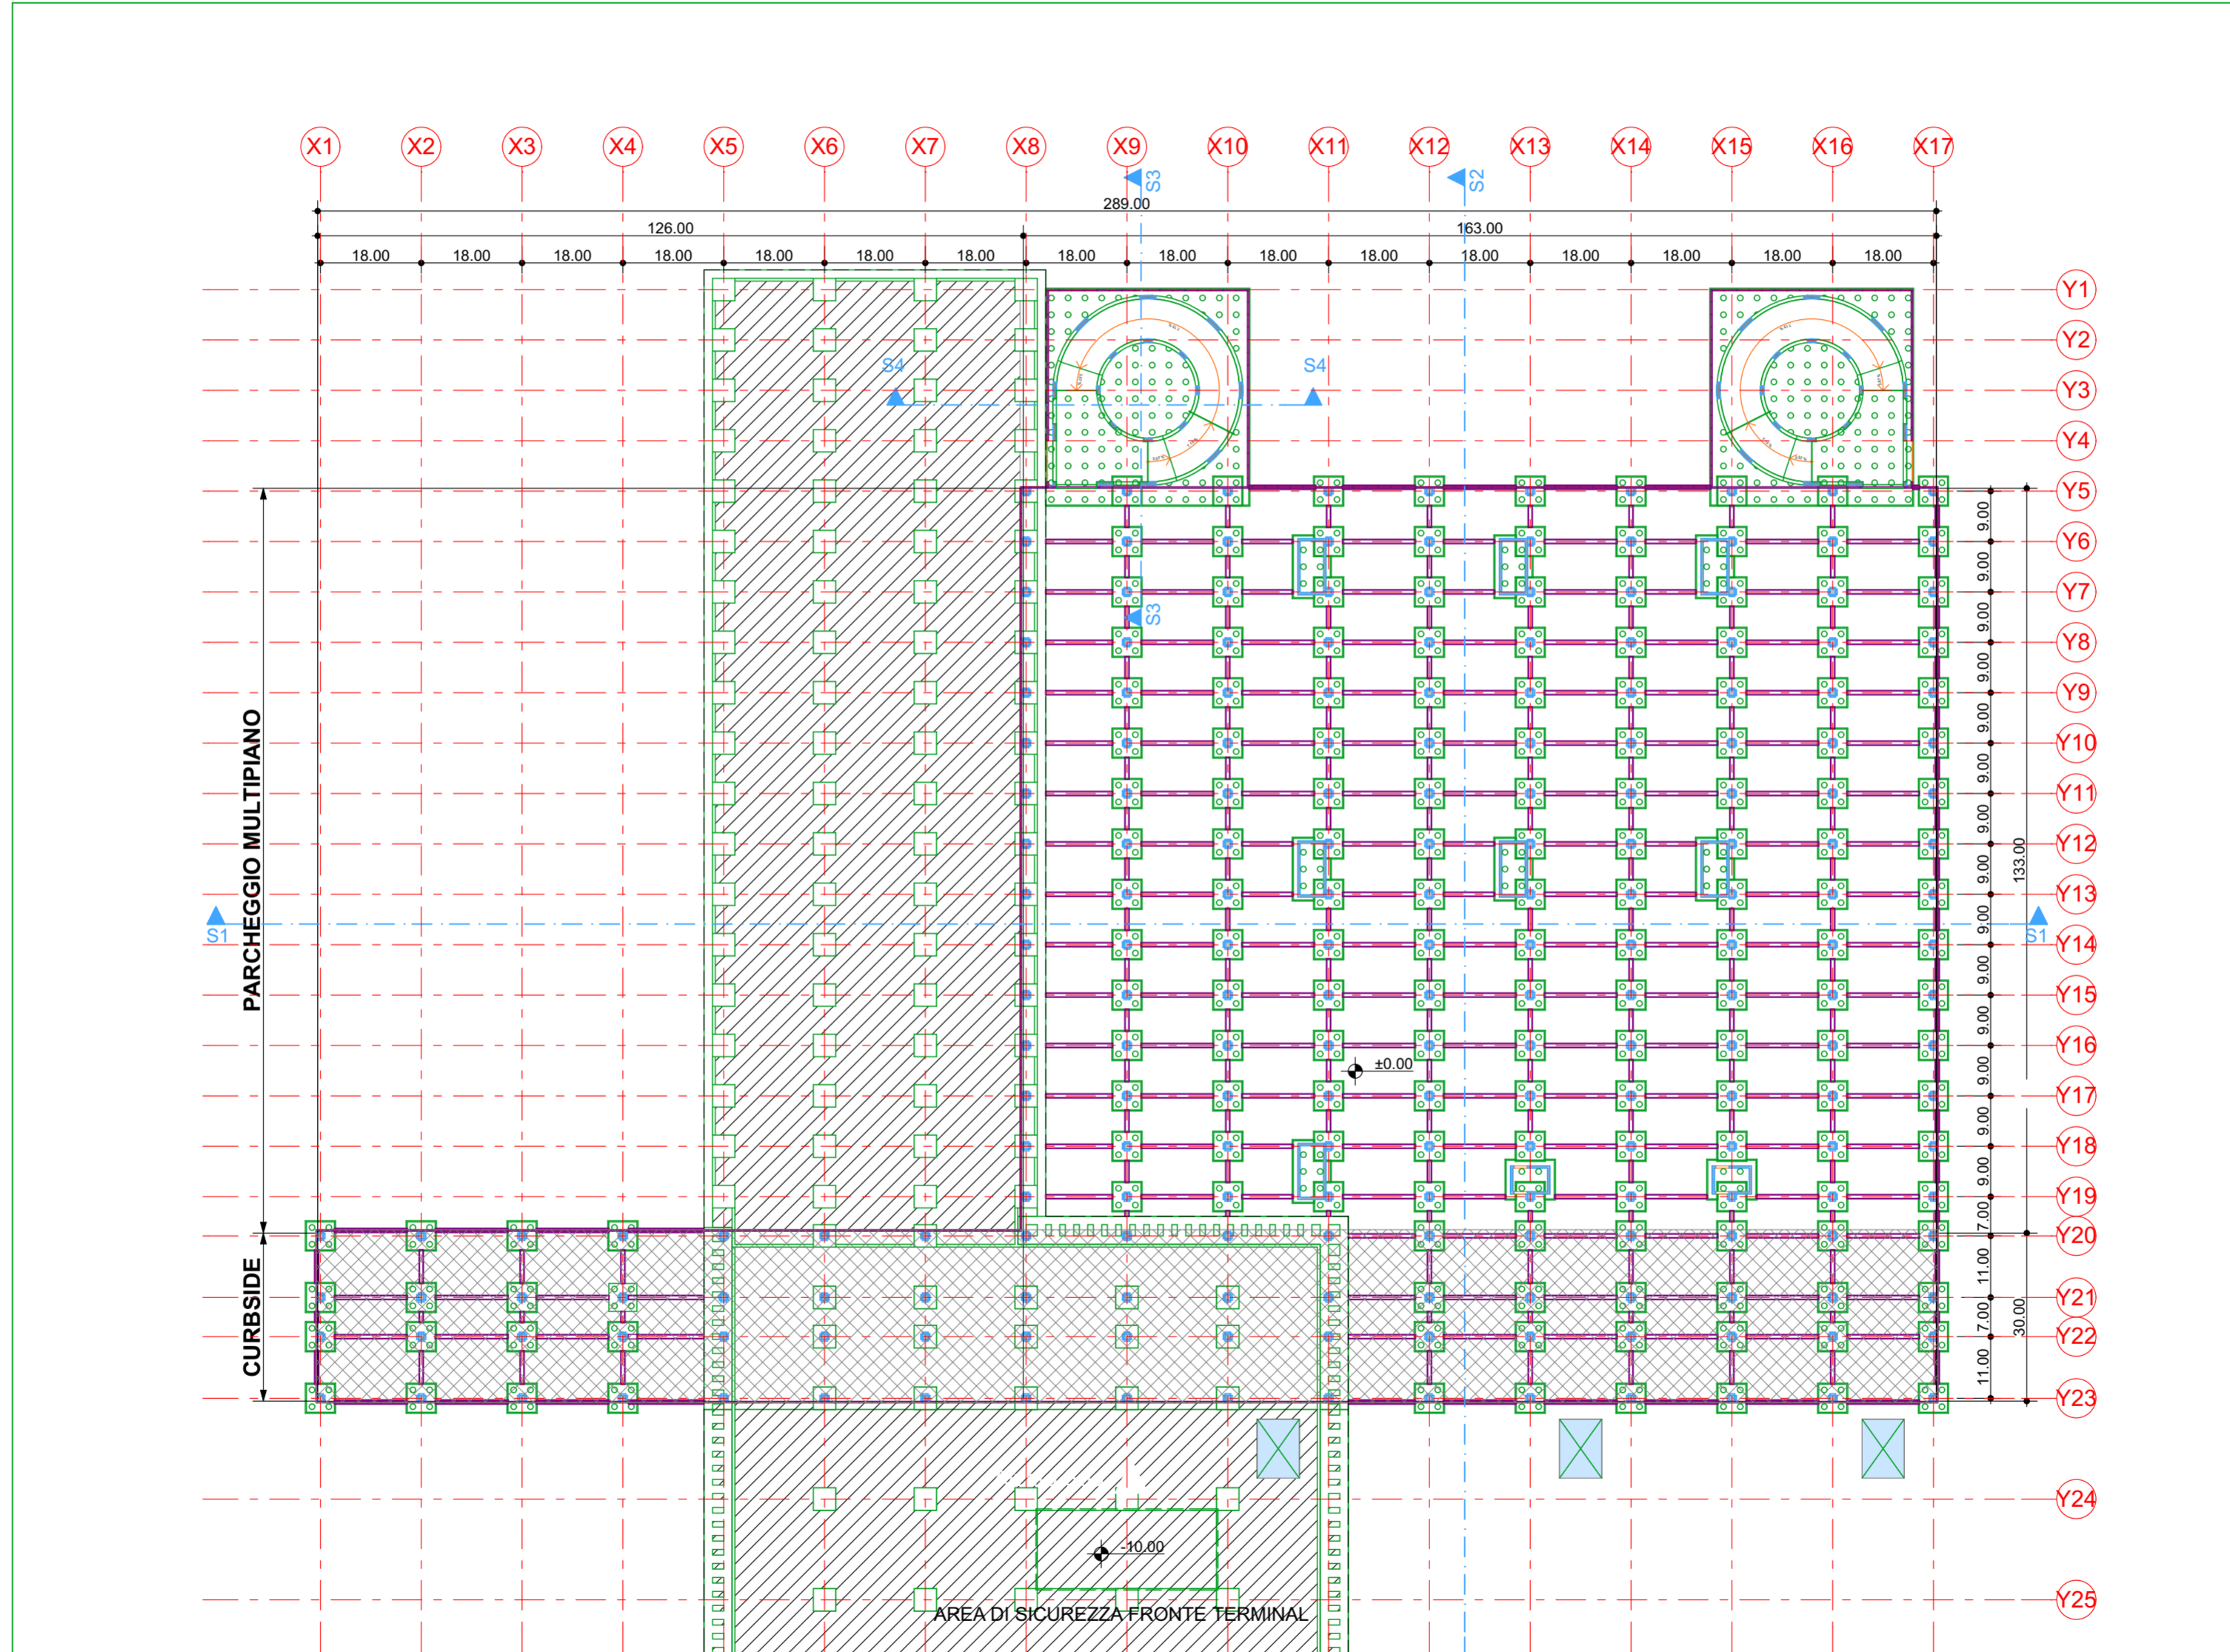 X1 X2 X3 X4 X5 X6 X7 X8 X9 X10 X11 X12 X13 X14 X15 X16 X17
S3 S2
289.00
126.00 163.00
18.00 18.00 18.00 18.00 18.00 18.00 18.00 18.00 18.00 18.00 18.00 18.00 18.00 18.00 18.00 18.00
Y1
Y2
S4 S4
Y3
Y4
Y5
9.00
Y6
9.00
Y7
S3
9.00
Y8
9.00
Y9
9.00
PARCHEGGIO MULTIPIANO
Y10
9.00
Y11
9.00
Y12
133.00
9.00
Y13
9.00
S1 S1
Y14
9.00
Y15
9.00
Y16
±0.00
9.00
Y17
9.00
Y18
9.00
Y19
7.00
Y20
11.00
CURBSIDE
Y21
30.00
7.00
Y22
11.00
Y23
Y24
-10.00
Y25
AREA DI SICUREZZA FRONTE TERMINAL